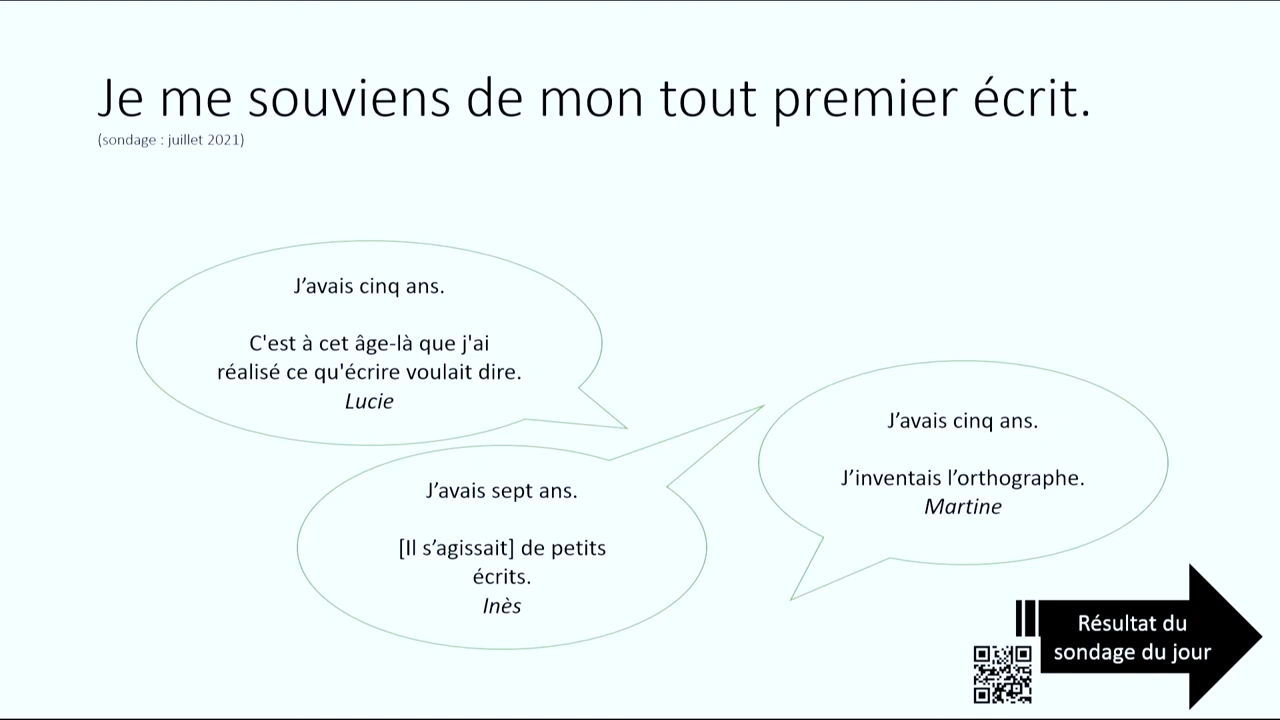 Je me souviens de mon tout premier écrit.
(sondage : juillet 2021)
J’avais cinq ans.
C'est à cet âge-là que j'ai
réalisé ce qu'écrire voulait dire.
Lucie
J’avais sept ans.
[Il s’agissait] de petits
écrits.
Inès
J’avais cinq ans.
J’inventais l’orthographe.
Martine
Résultat du
sondage du jour